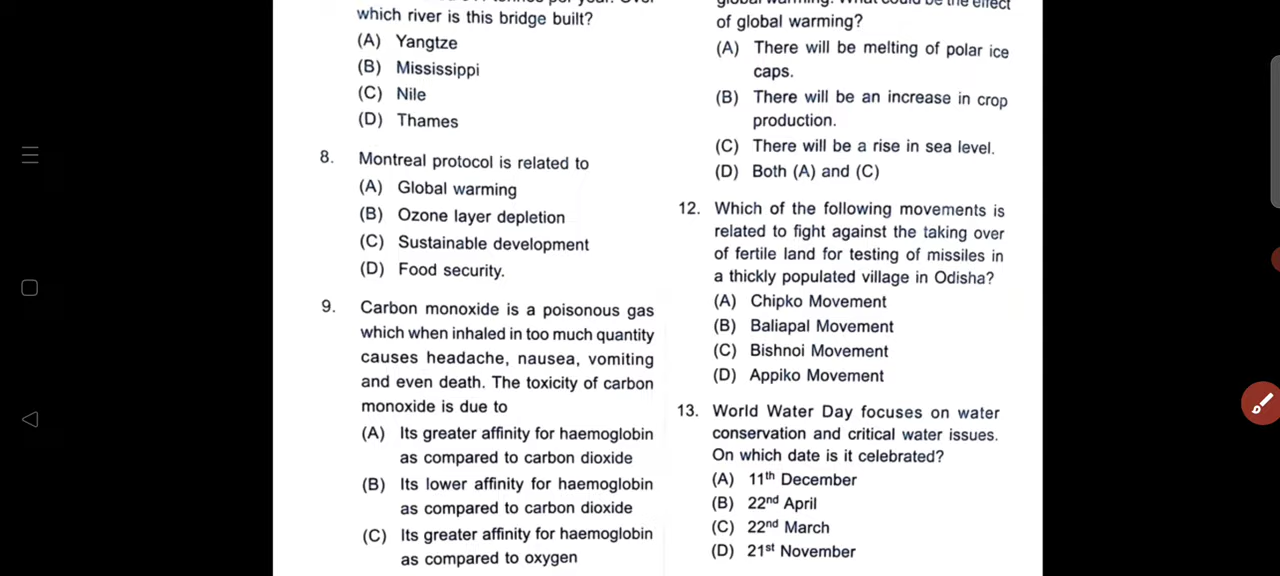 which river is this bridge built?
(A) Yangtze
(B) Mississippi
(C) Nile
(D) Thames
8. Montreal protocol is related to
(A) Global warming
(B) Ozone layer depletion
(C) Sustainable development
(D) Food security.
9. Carbon monoxide is a poisonous gas
which when inhaled in too much quantity
causes headache, nausea, vomiting
and even death. The toxicity of carbon
monoxide is due to
(A) Its greater affinity for haemoglobin
as compared to carbon dioxide
(B) Its lower affinity for haemoglobin
as compared to carbon dioxide
(C) Its greater affinity for haemoglobin
as compared to oxygen
of global warming?
(A) There will be melting of polar ice
caps.
(B) There will be an increase in crop
production.
(C) There will be a rise in sea level.
(D) Both (A) and (C)
12. Which of the following movements is
related to fight against the taking over
of fertile land for testing of missiles in
a thickly populated village in Odisha?
(A) Chipko Movement
(B) Baliapal Movement
(C) Bishnoi Movement
(D) Appiko Movement
13. World Water Day focuses on water
conservation and critical water issues.
On which date is it celebrated?
(A) 11th December
(B) 22nd April
(C) 22nd March
(D) 21st November